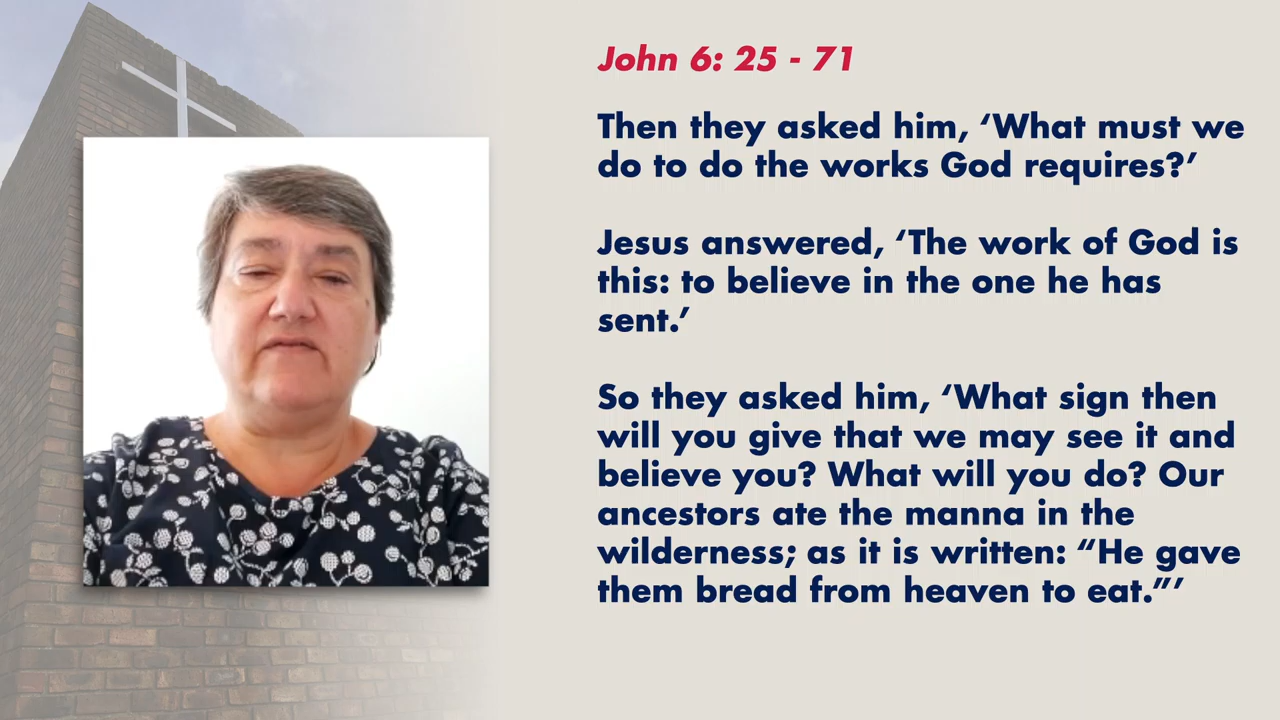 John 6: 25 - 71
Then they asked him, ‘What must we
do to do the works God requires?’
Jesus answered, ‘The work of God is
this: to believe in the one he has
sent.’
So they asked him, ‘What sign then
will you give that we may see it and
believe you? What will you do? Our
ancestors ate the manna in the
wilderness; as it is written: “He gave
them bread from heaven to eat.”’